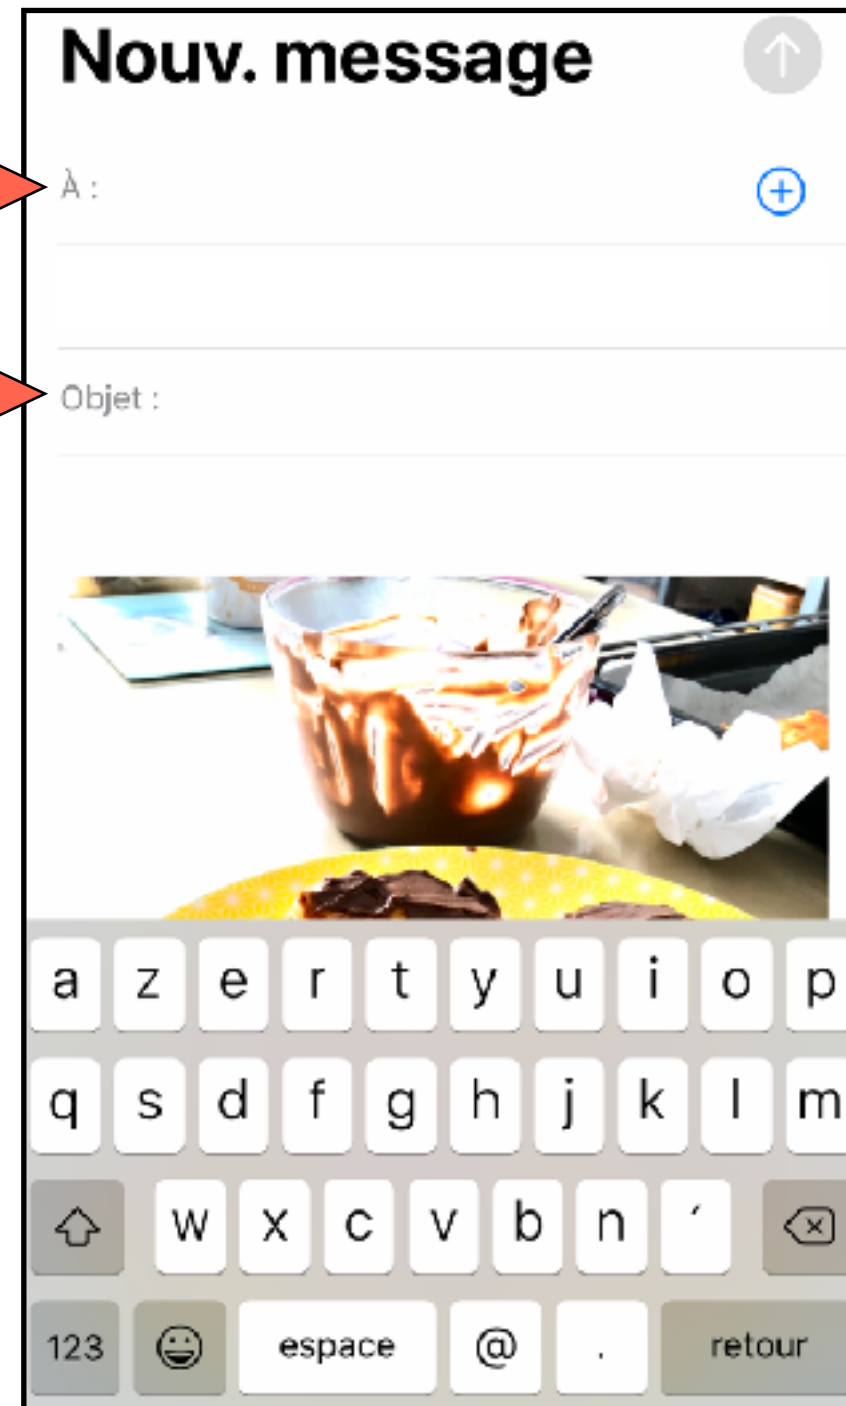 Nouv. message
À :
Objet :
a z e r t y u i o p
q s d f g h j k l m
w x c v b n ´
123 espace @ . retour